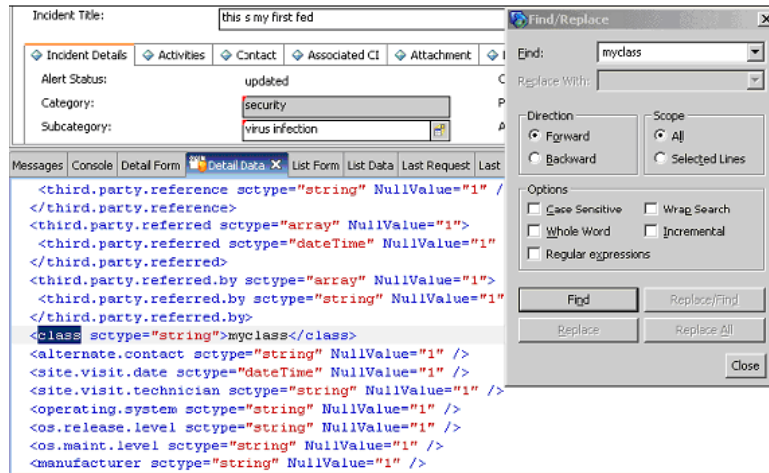 Incident Title:
this s my first fed
Incident Details
Activities
Contact
Associated CI
Attachment
Alert Status:
updated
Category:
security
Subcategory:
virus infection
Messages
Console
Detail Form
Detail Data
List Form
List Data
Last Request
Last
<third.party.reference sctype="string" NullValue="1" /
</third.party.reference>
<third.party.referred sctype="array" NullValue="1">
<third.party.referred sctype="dateTime" NullValue="1"
</third.party.referred>
<third.party.referred.by sctype="array" NullValue="1">
<third.party.referred.by sctype="string" NullValue="1"
</third.party.referred.by>
<class sctype="string">myclass</class>
<alternate.contact sctype="string" NullValue="1" />
<site.visit.date sctype="dateTime" NullValue="1" />
<site.visit.technician sctype="string" NullValue="1" />
<operating.system sctype="string" NullValue="1" />
<os.release.level sctype="string" NullValue="1" />
<os.maint.level sctype="string" NullValue="1" />
<manufacturer sctype="string" NullValue="1" />
Find/Replace
Find:
myclass
Replace With:
Direction
Forward
Backward
Scope
All
Selected Lines
Options
Case Sensitive
Wrap Search
Whole Word
Incremental
Regular expressions
Find
Replace/Find
Replace
Replace All
Close